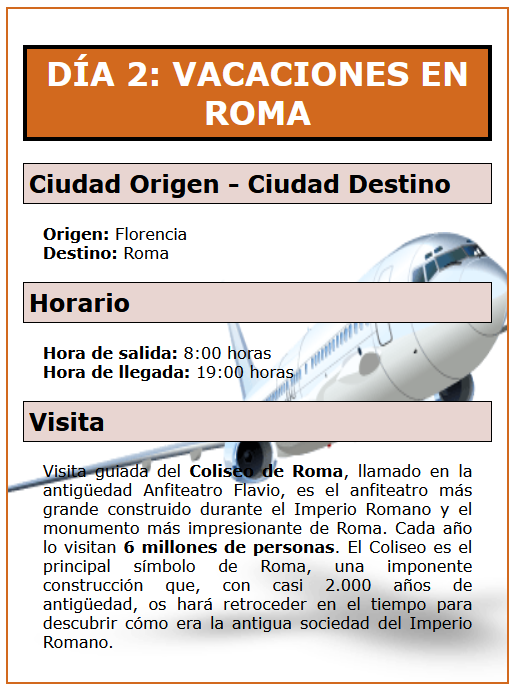 DÍA 2: VACACIONES EN
ROMA
Ciudad Origen - Ciudad Destino
Origen: Florencia
Destino: Roma
Horario
Hora de salida: 8:00 horas
Hora de llegada: 19:00 horas
Visita
Visita guiada del Coliseo de Roma, llamado en la
antigüedad Anfiteatro Flavio, es el anfiteatro más
grande construido durante el Imperio Romano y el
monumento más impresionante de Roma. Cada año
lo visitan 6 millones de personas. El Coliseo es el
principal símbolo de Roma, una imponente
construcción que, con casi 2.000 años de
antigüedad, os hará retroceder en el tiempo para
descubrir cómo era la antigua sociedad del Imperio
Romano.